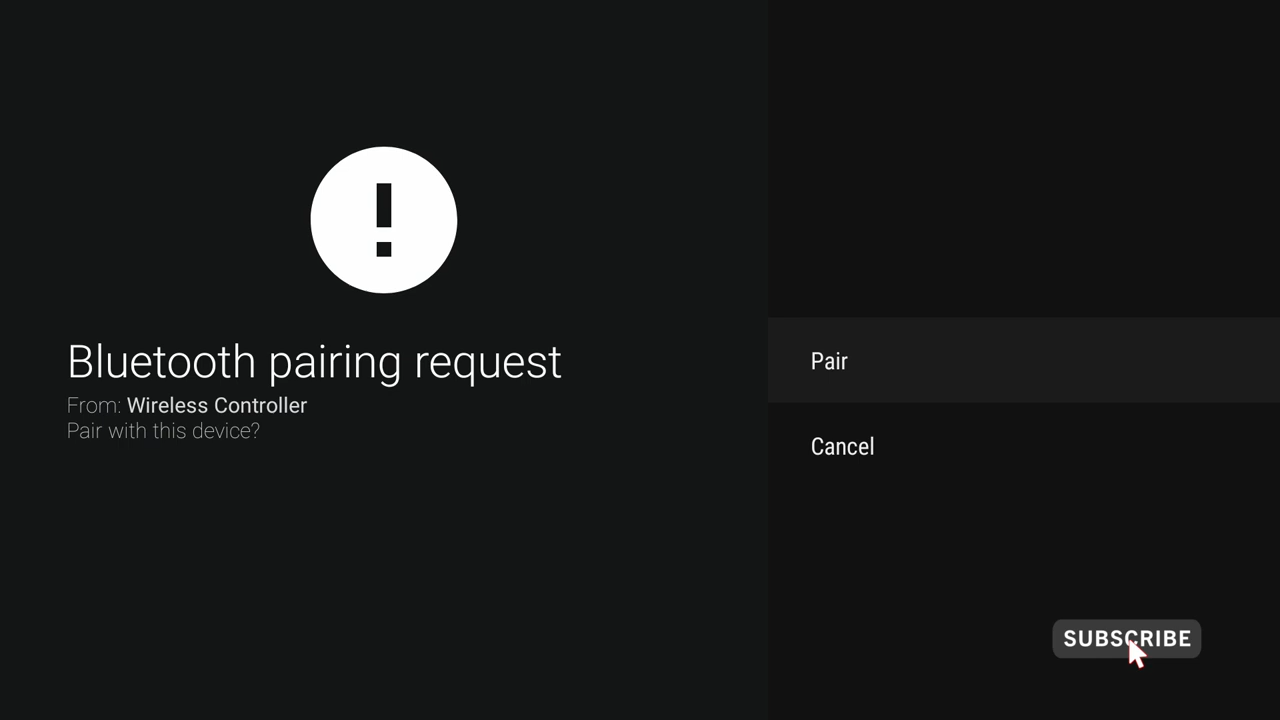 Bluetooth pairing request
From: Wireless Controller
Pair with this device?
Pair
Cancel
SUBSCRIBE